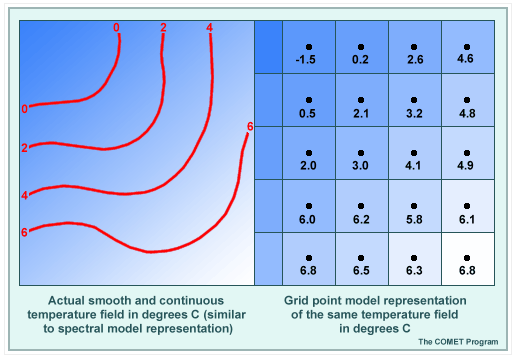 0 2 4
0
2
4
6
6
-1.5 0.2 2.6 4.6
0.5 2.1 3.2 4.8
2.0 3.0 4.1 4.9
6.0 6.2 5.8 6.1
6.8 6.5 6.3 6.8
Actual smooth and continuous
temperature field in degrees C (similar
to spectral model representation)
Grid point model representation
of the same temperature field
in degrees C
The COMET Program